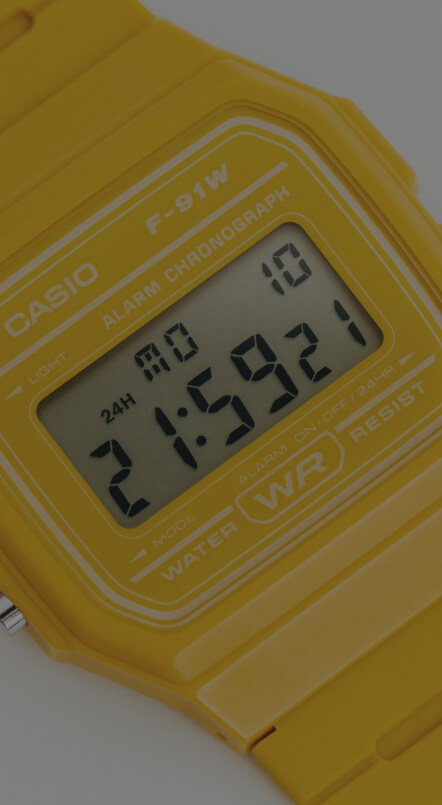 F-91W
CASIO
ALARM CHRONOGRAPH
LIGHT
MO 10
24H
21:59 21
MODE
ALARM ON·OFF/24HR
WATER WR RESIST